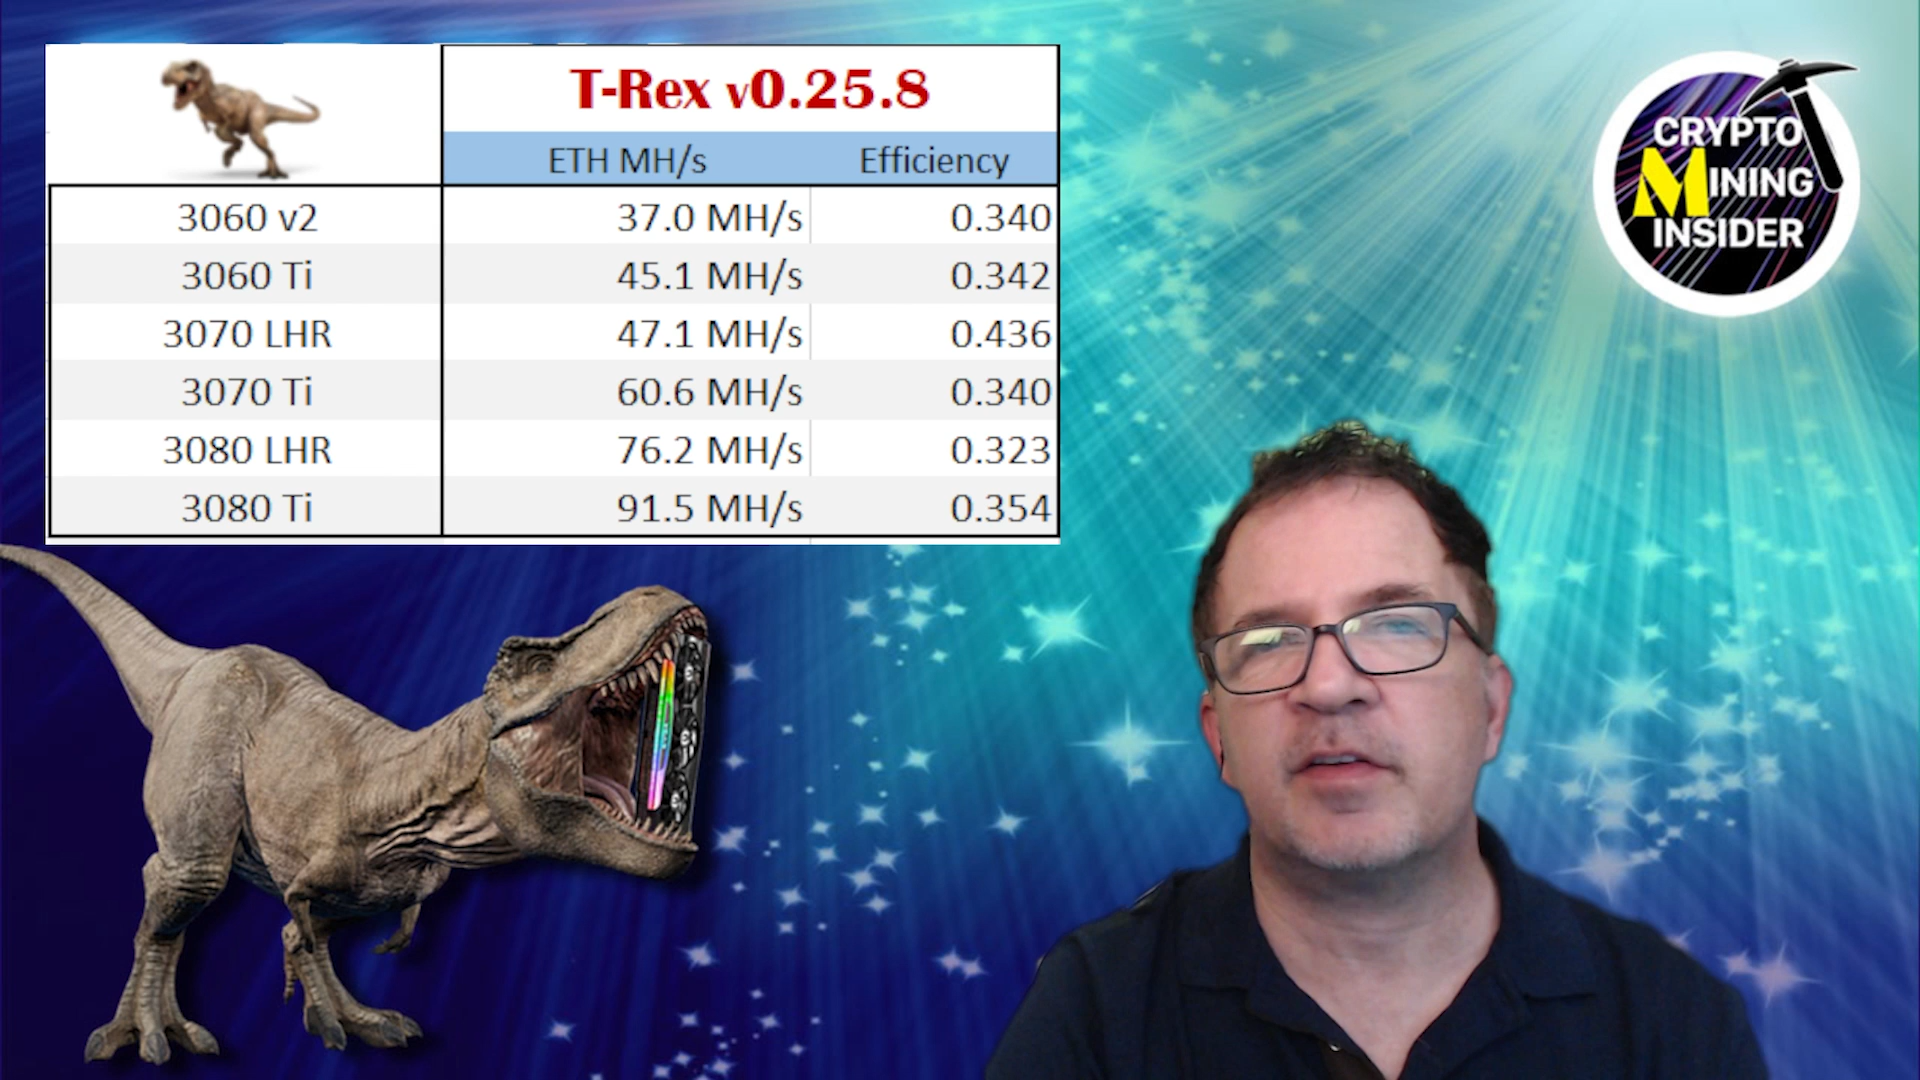 T-Rex v0.25.8
ETH MH/s Efficiency
3060 v2 37.0 MH/s 0.340
3060 Ti 45.1 MH/s 0.342
3070 LHR 47.1 MH/s 0.436
3070 Ti 60.6 MH/s 0.340
3080 LHR 76.2 MH/s 0.323
3080 Ti 91.5 MH/s 0.354
CRYPTO
MINING
INSIDER